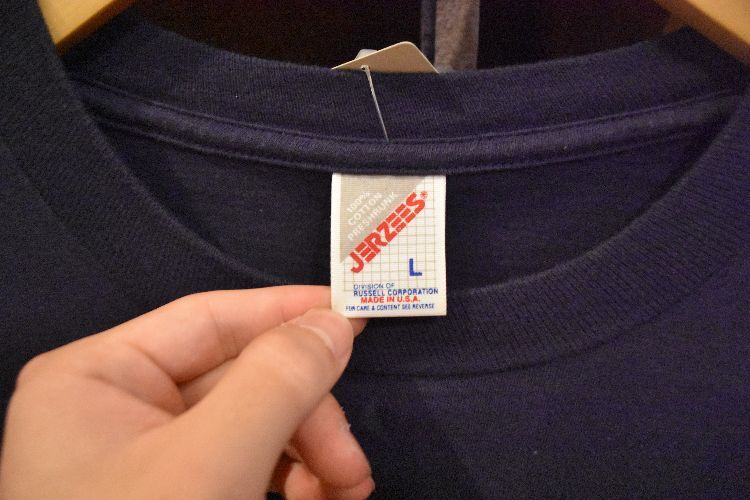 100%
COTTON
PRESHRUNK
JERZEES®
L
DIVISION OF
RUSSELL CORPORATION
MADE IN U.S.A.
FOR CARE & CONTENT SEE REVERSE